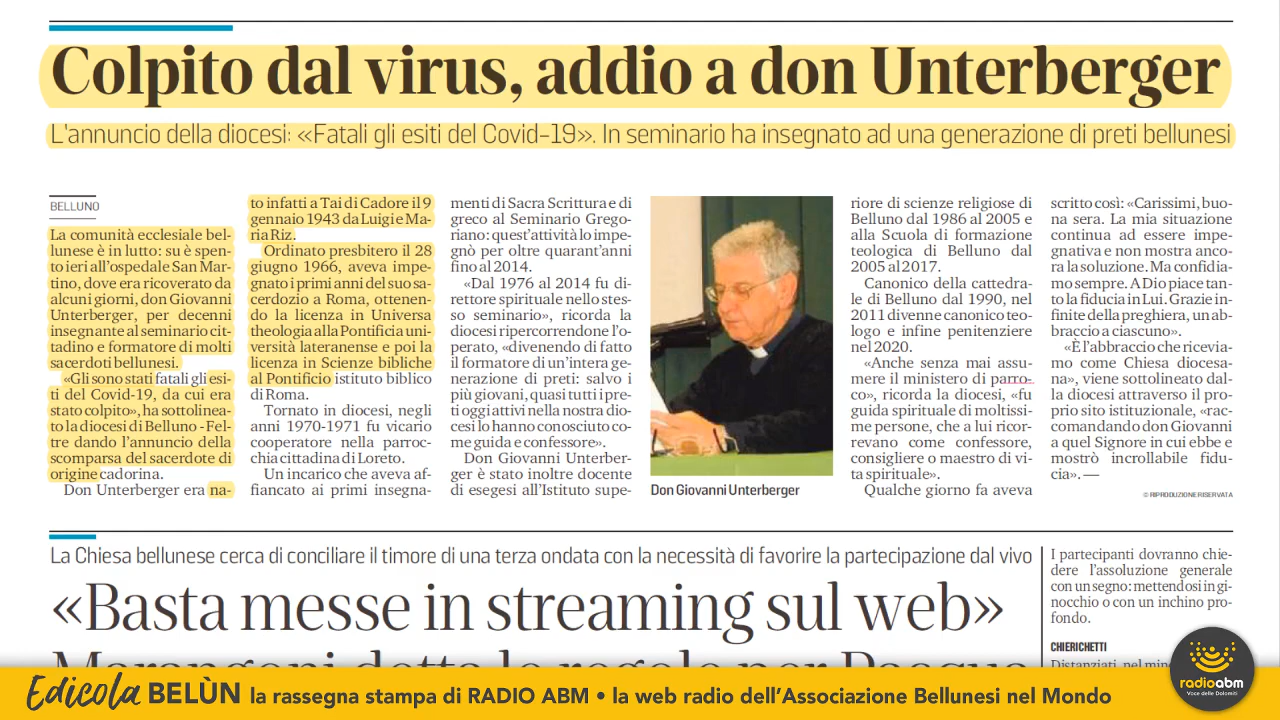 Colpito dal virus, addio a don Unterberger
L'annuncio della diocesi: «Fatali gli esiti del Covid-19». In seminario ha insegnato ad una generazione di preti bellunesi
BELLUNO
La comunità ecclesiale bel-
lunese è in lutto: su è spen-
to ieri all'ospedale San Mar-
tino, dove era ricoverato da
alcuni giorni, don Giovanni
Unterberger, per decenni
insegnante al seminario cit-
tadino e formatore di molti
sacerdoti bellunesi.
«Gli sono stati fatali gli esi-
ti del Covid-19, da cui era
stato colpito», ha sottolinea-
to la diocesi di Belluno - Fel-
tre dando l'annuncio della
scomparsa del sacerdote di
origine cadorina.
Don Unterberger era na-
to infatti a Tai di Cadore il 9
gennaio 1943 da Luigi e Ma-
ria Riz.
Ordinato presbitero il 28
giugno 1966, aveva impe-
gnato i primi anni del suo sa-
cerdozio a Roma, ottenen-
do la licenza in Universa
theologia alla Pontificia uni-
versità lateranense e poi la
licenza in Scienze bibliche
al Pontificio istituto biblico
di Roma.
Tornato in diocesi, negli
anni 1970-1971 fu vicario
cooperatore nella parroc-
chia cittadina di Loreto.
Un incarico che aveva af-
fiancato ai primi insegna-
menti di Sacra Scrittura e di
greco al Seminario Grego-
riano: quest'attività lo impe-
gnò per oltre quarant'anni
fino al 2014.
«Dal 1976 al 2014 fu di-
rettore spirituale nello stes-
so seminario», ricorda la
diocesi ripercorrendone l'o-
perato, «divenendo di fatto
il formatore di un'intera ge-
nerazione di preti: salvo i
più giovani, quasi tutti i pre-
ti oggi attivi nella nostra dio-
cesi lo hanno conosciuto co-
me guida e confessore».
Don Giovanni Unterber-
ger è stato inoltre docente
di esegesi all'Istituto supe-
Don Giovanni Unterberger
riore di scienze religiose di
Belluno dal 1986 al 2005 e
alla Scuola di formazione
teologica di Belluno dal
2005 al 2017.
Canonico della cattedra-
le di Belluno dal 1990, nel
2011 divenne canonico teo-
logo e infine penitenziere
nel 2020.
«Anche senza mai assu-
mere il ministero di parro-
co», ricorda la diocesi, «fu
guida spirituale di moltissi-
me persone, che a lui ricor-
revano come confessore,
consigliere o maestro di vi-
ta spirituale».
Qualche giorno fa aveva
scritto così: «Carissimi, buo-
na sera. La mia situazione
continua ad essere impe-
gnativa e non mostra anco-
ra la soluzione. Ma confidia-
mo sempre. A Dio piace tan-
to la fiducia in Lui. Grazie in-
finite della preghiera, un ab-
braccio a ciascuno».
«È l'abbraccio che ricevia-
mo come Chiesa diocesa-
na», viene sottolineato dal-
la diocesi attraverso il pro-
prio sito istituzionale, «rac-
comandando don Giovanni
a quel Signore in cui ebbe e
mostrò incrollabile fidu-
cia». —
© RIPRODUZIONE RISERVATA
La Chiesa bellunese cerca di conciliare il timore di una terza ondata con la necessità di favorire la partecipazione dal vivo
«Basta messe in streaming sul web»
Marangoni detta le regole per Pasqua
I partecipanti dovranno chie-
dere l'assoluzione generale
con un segno: mettendosi in gi-
nocchio o con un inchino pro-
fondo.
CHIERICHETTI
Distanziati, nel
Edicola BELÙN la rassegna stampa di RADIO ABM • la web radio dell'Associazione Bellunesi nel Mondo
radioabm
Voce delle Dolomiti